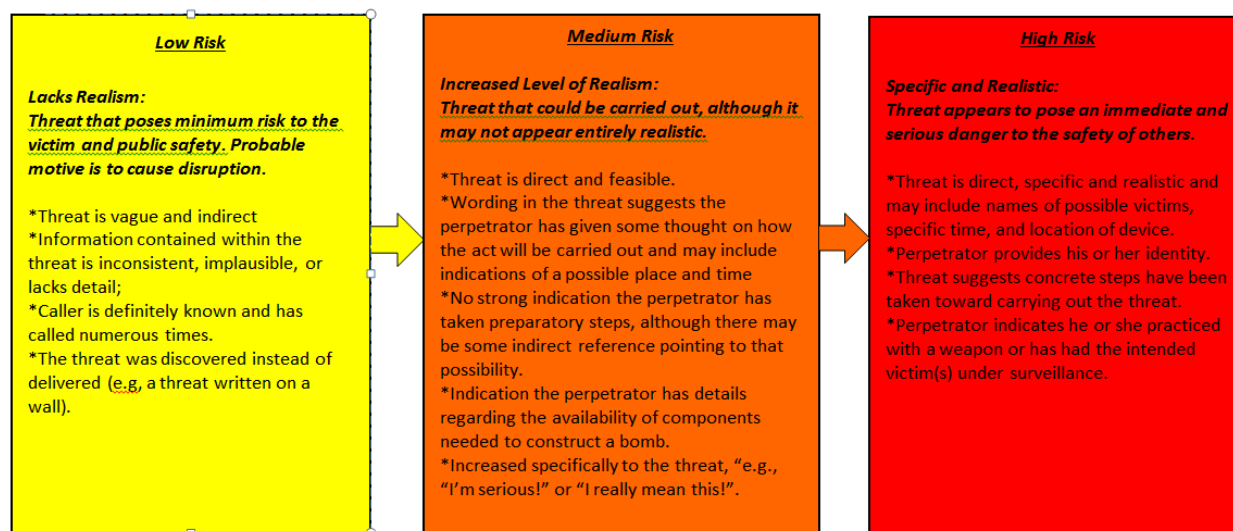 Low Risk
Lacks Realism:
Threat that poses minimum risk to the
victim and public safety. Probable
motive is to cause disruption.
*Threat is vague and indirect
*Information contained within the
threat is inconsistent, implausible, or
lacks detail;
*Caller is definitely known and has
called numerous times.
*The threat was discovered instead of
delivered (e.g, a threat written on a
wall).
Medium Risk
Increased Level of Realism:
Threat that could be carried out, although it
may not appear entirely realistic.
*Threat is direct and feasible.
*Wording in the threat suggests the
perpetrator has given some thought on how
the act will be carried out and may include
indications of a possible place and time
*No strong indication the perpetrator has
taken preparatory steps, although there may
be some indirect reference pointing to that
possibility.
*Indication the perpetrator has details
regarding the availability of components
needed to construct a bomb.
*Increased specifically to the threat, “e.g.,
“I’m serious!” or “I really mean this!”.
High Risk
Specific and Realistic:
Threat appears to pose an immediate and
serious danger to the safety of others.
*Threat is direct, specific and realistic and
may include names of possible victims,
specific time, and location of device.
*Perpetrator provides his or her identity.
*Threat suggests concrete steps have been
taken toward carrying out the threat.
*Perpetrator indicates he or she practiced
with a weapon or has had the intended
victim(s) under surveillance.